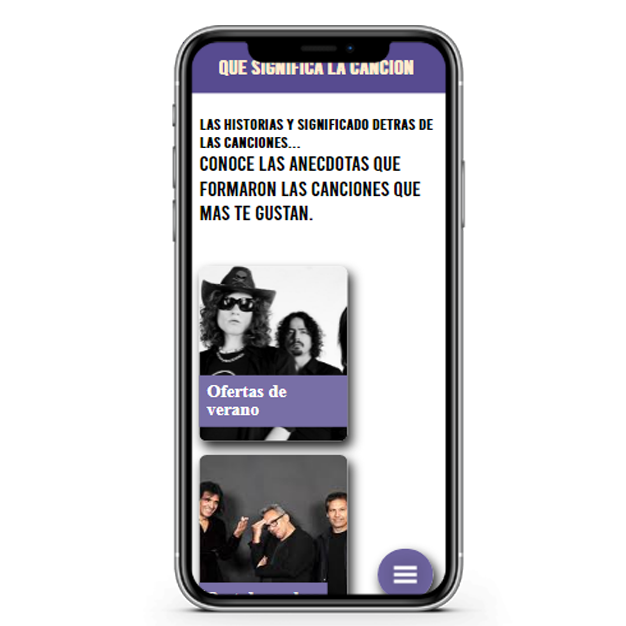 QUE SIGNIFICA LA CANCION
LAS HISTORIAS Y SIGNIFICADO DETRAS DE
LAS CANCIONES...
CONOCE LAS ANECDOTAS QUE
FORMARON LAS CANCIONES QUE
MAS TE GUSTAN.
Ofertas de
verano